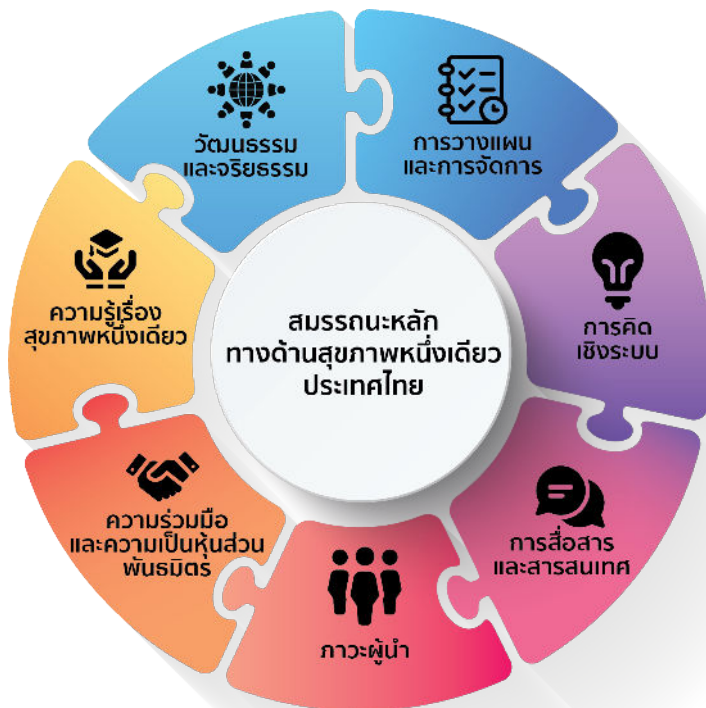 สมรรถนะหลัก
ทางด้านสุขภาพหนึ่งเดียว
ประเทศไทย
การวางแผน
และการจัดการ
การคิด
เชิงระบบ
การสื่อสาร
และสารสนเทศ
ภาวะผู้นำ
ความร่วมมือ
และความเป็นหุ้นส่วน
พันธมิตร
ความรู้เรื่อง
สุขภาพหนึ่งเดียว
วัฒนธรรม
และจริยธรรม